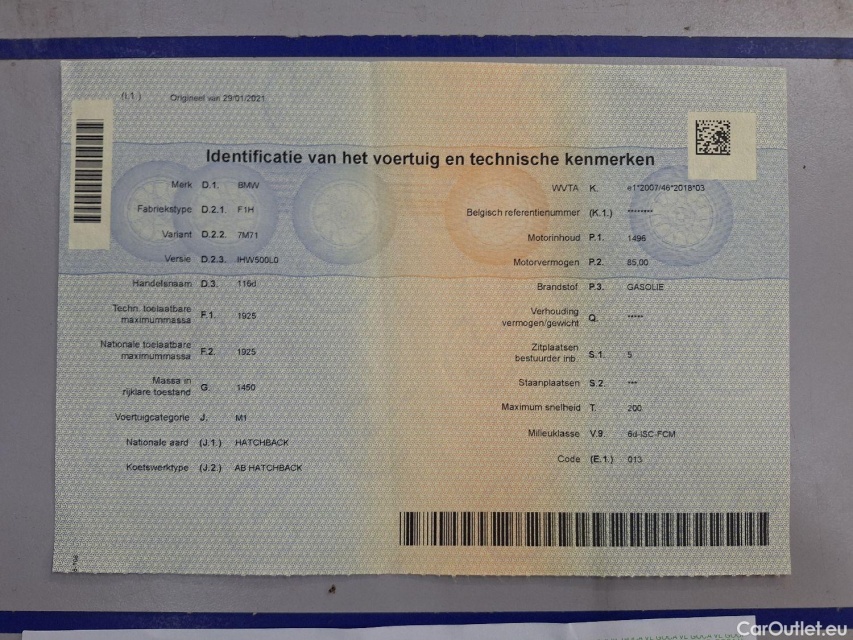 (I.1.) Origineel van 29/01/2021
Identificatie van het voertuig en technische kenmerken
Merk D.1. BMW
Fabriekstype D.2.1. F1H
Variant D.2.2. 7M71
Versie D.2.3. IHW500L0
Handelsnaam D.3. 116d
Techn. toelaatbare
maximummassa F.1. 1925
Nationale toelaatbare
maximummassa F.2. 1925
Massa in
rijklare toestand G. 1450
Voertuigcategorie J. M1
Nationale aard (J.1.) HATCHBACK
Koetswerktype (J.2.) AB HATCHBACK
WVTA K. e1*2007/46*2018*03
Belgisch referentienummer (K.1.) ********
Motorinhoud P.1. 1496
Motorvermogen P.2. 85,00
Brandstof P.3. GASOLIE
Verhouding
vermogen/gewicht Q. *****
Zitplaatsen
bestuurder inb. S.1. 5
Staanplaatsen S.2. ***
Maximum snelheid T. 200
Milieuklasse V.9. 6d-ISC-FCM
Code (E.1.) 013
CarOutlet.eu